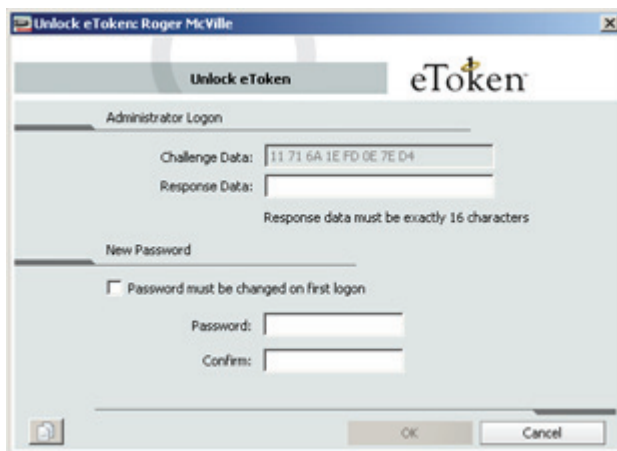 Unlock eToken: Roger McVille
Unlock eToken
eToken
Administrator Logon
Challenge Data: 11 71 6A 1E FD 0E 7E D4
Response Data:
Response data must be exactly 16 characters
New Password
Password must be changed on first logon
Password:
Confirm:
OK Cancel